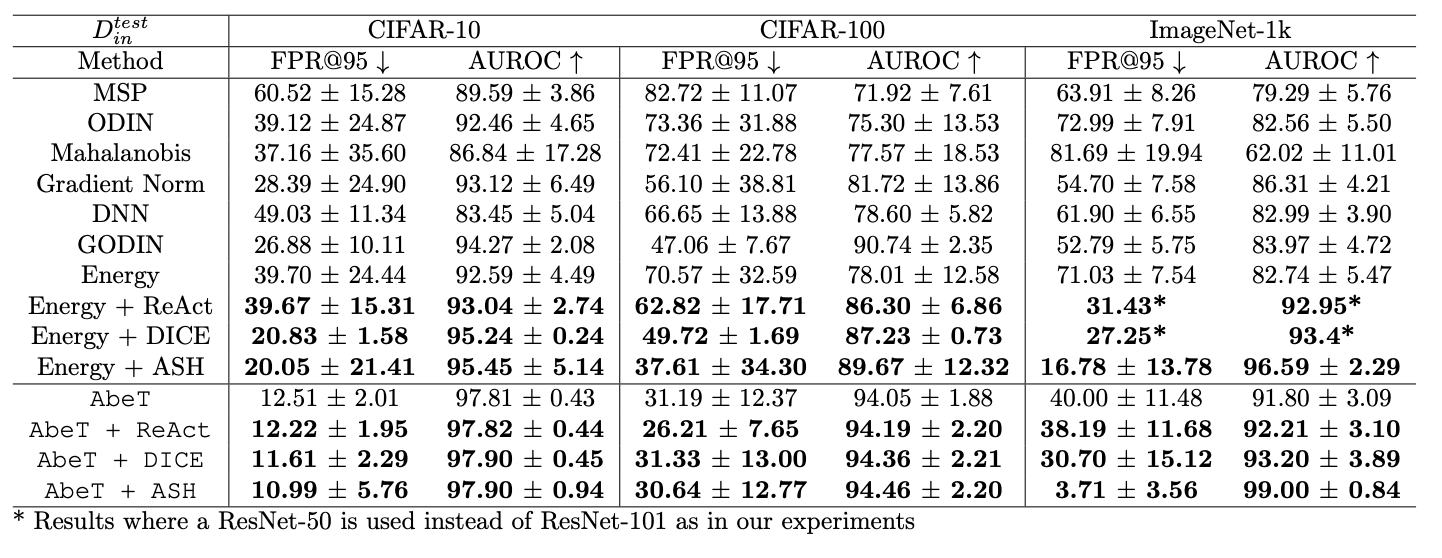 D_in^test CIFAR-10 CIFAR-100 ImageNet-1k
Method FPR@95 ↓ AUROC ↑ FPR@95 ↓ AUROC ↑ FPR@95 ↓ AUROC ↑
MSP 60.52 ± 15.28 89.59 ± 3.86 82.72 ± 11.07 71.92 ± 7.61 63.91 ± 8.26 79.29 ± 5.76
ODIN 39.12 ± 24.87 92.46 ± 4.65 73.36 ± 31.88 75.30 ± 13.53 72.99 ± 7.91 82.56 ± 5.50
Mahalanobis 37.16 ± 35.60 86.84 ± 17.28 72.41 ± 22.78 77.57 ± 18.53 81.69 ± 19.94 62.02 ± 11.01
Gradient Norm 28.39 ± 24.90 93.12 ± 6.49 56.10 ± 38.81 81.72 ± 13.86 54.70 ± 7.58 86.31 ± 4.21
DNN 49.03 ± 11.34 83.45 ± 5.04 66.65 ± 13.88 78.60 ± 5.82 61.90 ± 6.55 82.99 ± 3.90
GODIN 26.88 ± 10.11 94.27 ± 2.08 47.06 ± 7.67 90.74 ± 2.35 52.79 ± 5.75 83.97 ± 4.72
Energy 39.70 ± 24.44 92.59 ± 4.49 70.57 ± 32.59 78.01 ± 12.58 71.03 ± 7.54 82.74 ± 5.47
Energy + ReAct 39.67 ± 15.31 93.04 ± 2.74 62.82 ± 17.71 86.30 ± 6.86 31.43* 92.95*
Energy + DICE 20.83 ± 1.58 95.24 ± 0.24 49.72 ± 1.69 87.23 ± 0.73 27.25* 93.4*
Energy + ASH 20.05 ± 21.41 95.45 ± 5.14 37.61 ± 34.30 89.67 ± 12.32 16.78 ± 13.78 96.59 ± 2.29
AbeT 12.51 ± 2.01 97.81 ± 0.43 31.19 ± 12.37 94.05 ± 1.88 40.00 ± 11.48 91.80 ± 3.09
AbeT + ReAct 12.22 ± 1.95 97.82 ± 0.44 26.21 ± 7.65 94.19 ± 2.20 38.19 ± 11.68 92.21 ± 3.10
AbeT + DICE 11.61 ± 2.29 97.90 ± 0.45 31.33 ± 13.00 94.36 ± 2.21 30.70 ± 15.12 93.20 ± 3.89
AbeT + ASH 10.99 ± 5.76 97.90 ± 0.94 30.64 ± 12.77 94.46 ± 2.20 3.71 ± 3.56 99.00 ± 0.84
* Results where a ResNet-50 is used instead of ResNet-101 as in our experiments